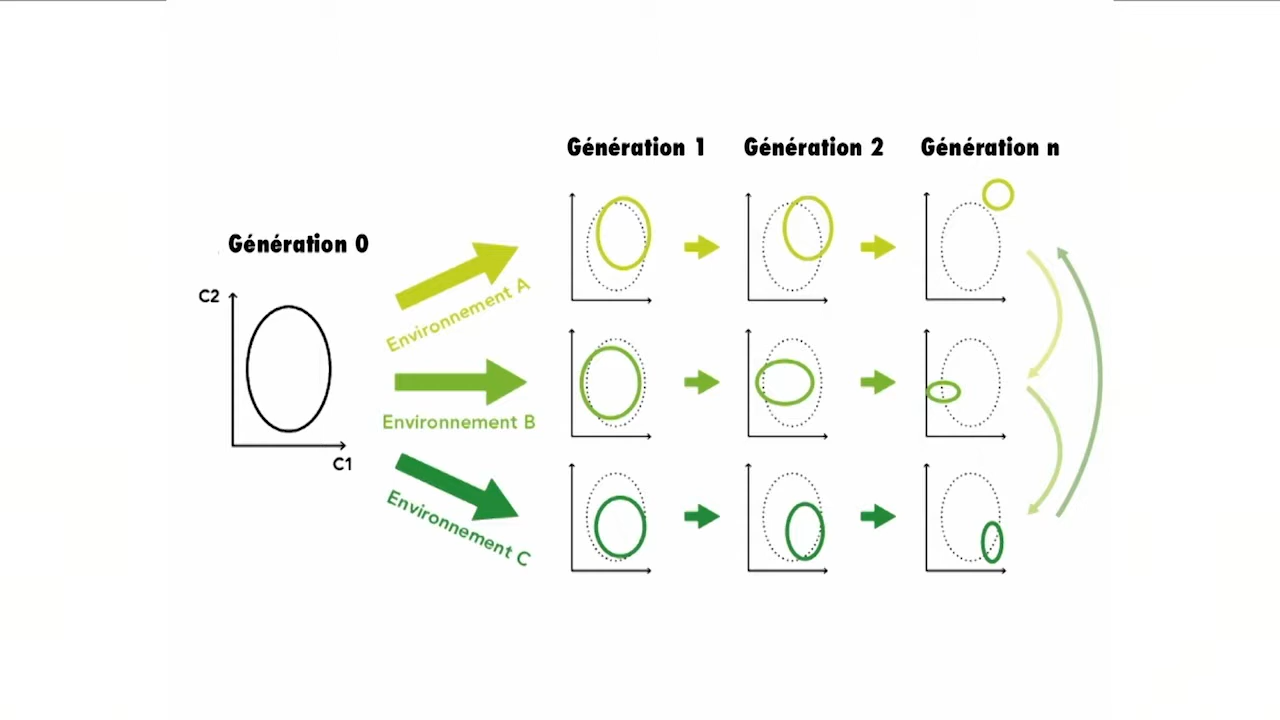 Génération 1
Génération 2
Génération n
Génération 0
C2
C1
Environnement A
Environnement B
Environnement C